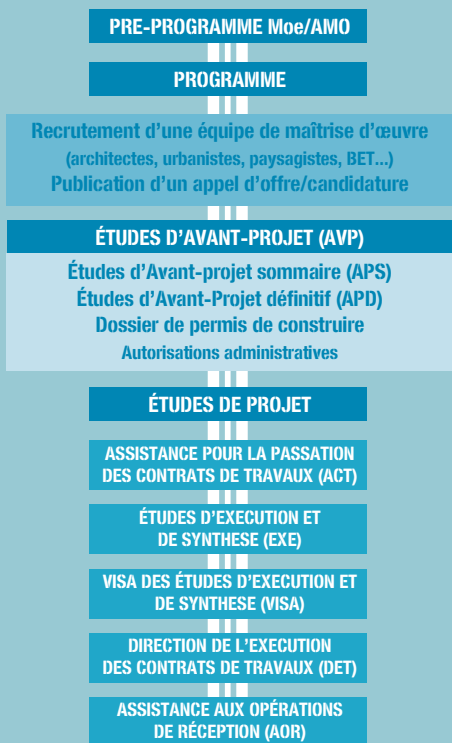 PRE-PROGRAMME Moe/AMO
PROGRAMME
Recrutement d’une équipe de maîtrise d’œuvre
(architectes, urbanistes, paysagistes, BET...)
Publication d’un appel d’offre/candidature
ÉTUDES D’AVANT-PROJET (AVP)
Études d’Avant-projet sommaire (APS)
Études d’Avant-Projet définitif (APD)
Dossier de permis de construire
Autorisations administratives
ÉTUDES DE PROJET
ASSISTANCE POUR LA PASSATION
DES CONTRATS DE TRAVAUX (ACT)
ÉTUDES D’EXECUTION ET
DE SYNTHESE (EXE)
VISA DES ÉTUDES D’EXECUTION ET
DE SYNTHESE (VISA)
DIRECTION DE L’EXECUTION
DES CONTRATS DE TRAVAUX (DET)
ASSISTANCE AUX OPÉRATIONS
DE RÉCEPTION (AOR)